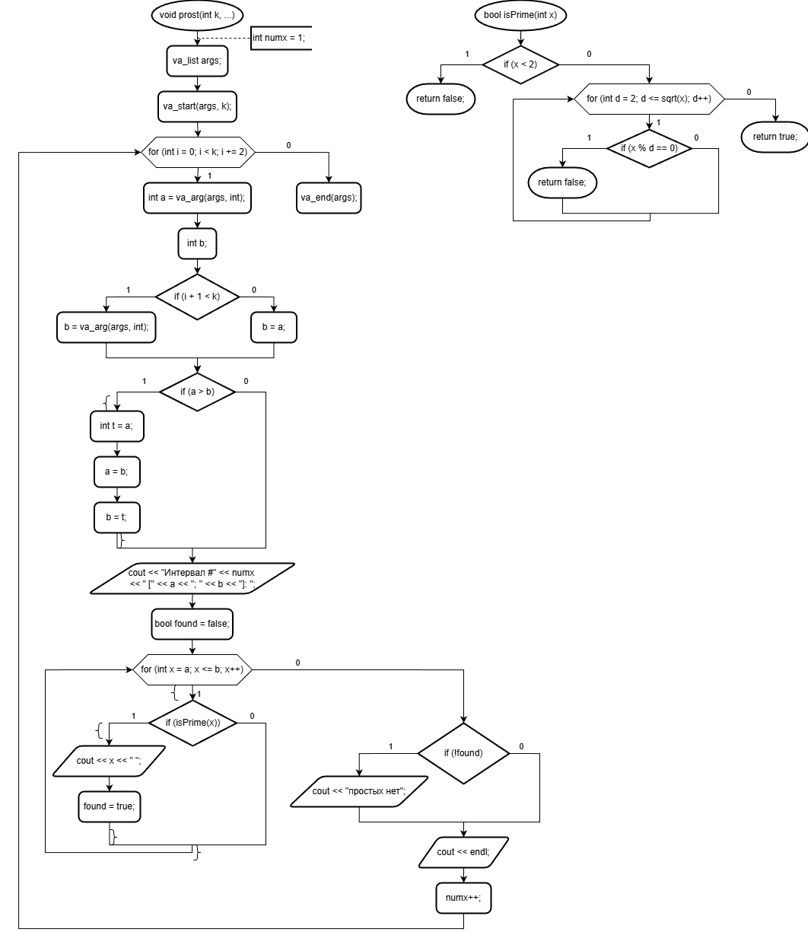 void prost(int k, ...)
int numx = 1;
va_list args;
va_start(args, k);
for (int i = 0; i < k; i += 2)
0
1
int a = va_arg(args, int);
va_end(args);
int b;
if (i + 1 < k)
1
0
b = va_arg(args, int);
b = a;
if (a > b)
1
0
{
int t = a;
a = b;
b = t;
}
cout << "Интервал #" << numx
<< " [" << a << "; " << b << "]: ";
bool found = false;
for (int x = a; x <= b; x++)
0
{
1
if (isPrime(x))
1
0
{
cout << x << " ";
found = true;
}
}
if (!found)
1
0
cout << "простых нет";
cout << endl;
numx++;
bool isPrime(int x)
if (x < 2)
1
0
return false;
for (int d = 2; d <= sqrt(x); d++)
0
1
return true;
if (x % d == 0)
1
0
return false;